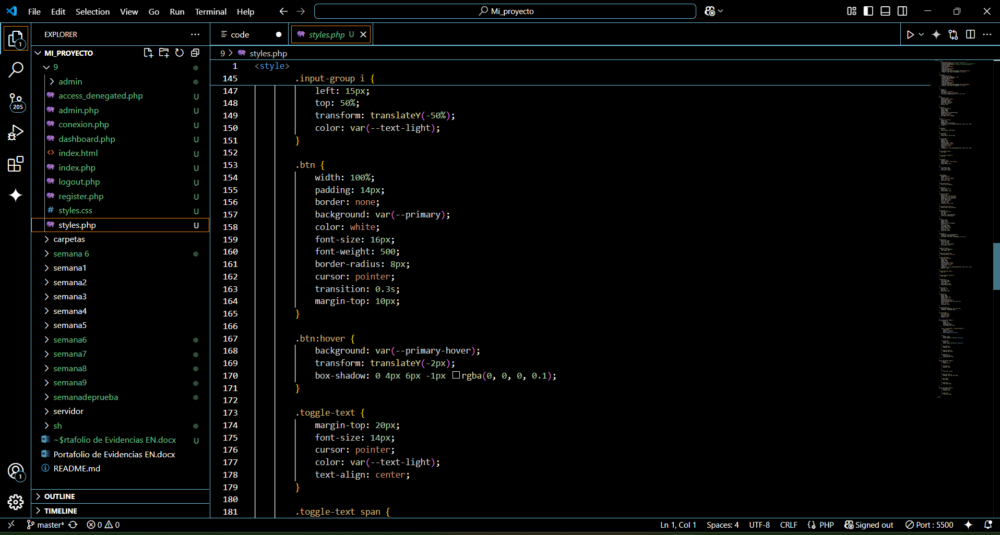 File Edit Selection View Go Run Terminal Help
Mi_proyecto
EXPLORER
MI_PROYECTO
9
admin
access_denegated.php U
admin.php U
conexion.php U
dashboard.php U
index.html U
index.php U
logout.php U
register.php U
styles.css U
styles.php U
carpetas
semana 6
semana1
semana2
semana3
semana4
semana5
semana6
semana7
semana8
semana9
semanadeprueba
servidor
sh
~$rtafolio de Evidencias EN.docx U
Portafolio de Evidencias EN.docx
README.md
OUTLINE
TIMELINE
1
205
1
code
styles.php U
9 > styles.php
1 <style>
145 .input-group i {
147 left: 15px;
148 top: 50%;
149 transform: translateY(-50%);
150 color: var(--text-light);
151 }
152
153 .btn {
154 width: 100%;
155 padding: 14px;
156 border: none;
157 background: var(--primary);
158 color: white;
159 font-size: 16px;
160 font-weight: 500;
161 border-radius: 8px;
162 cursor: pointer;
163 transition: 0.3s;
164 margin-top: 10px;
165 }
166
167 .btn:hover {
168 background: var(--primary-hover);
169 transform: translateY(-2px);
170 box-shadow: 0 4px 6px -1px rgba(0, 0, 0, 0.1);
171 }
172
173 .toggle-text {
174 margin-top: 20px;
175 font-size: 14px;
176 cursor: pointer;
177 color: var(--text-light);
178 text-align: center;
179 }
180
181 .toggle-text span {
master* 0 0 Ln 1, Col 1 Spaces: 4 UTF-8 CRLF {} PHP Signed out Port : 5500